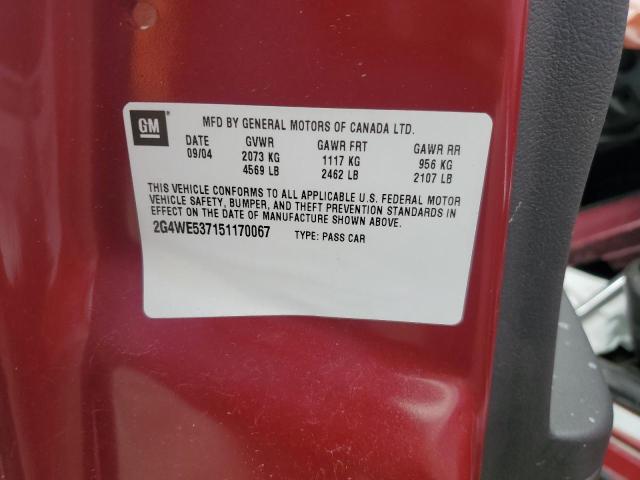 GM
MFD BY GENERAL MOTORS OF CANADA LTD.
DATE GVWR GAWR FRT GAWR RR
09/04 2073 KG 1117 KG 956 KG
4569 LB 2462 LB 2107 LB
THIS VEHICLE CONFORMS TO ALL APPLICABLE U.S. FEDERAL MOTOR
VEHICLE SAFETY, BUMPER, AND THEFT PREVENTION STANDARDS IN
EFFECT ON THE DATE OF MANUFACTURE SHOWN ABOVE.
2G4WE537151170067 TYPE: PASS CAR